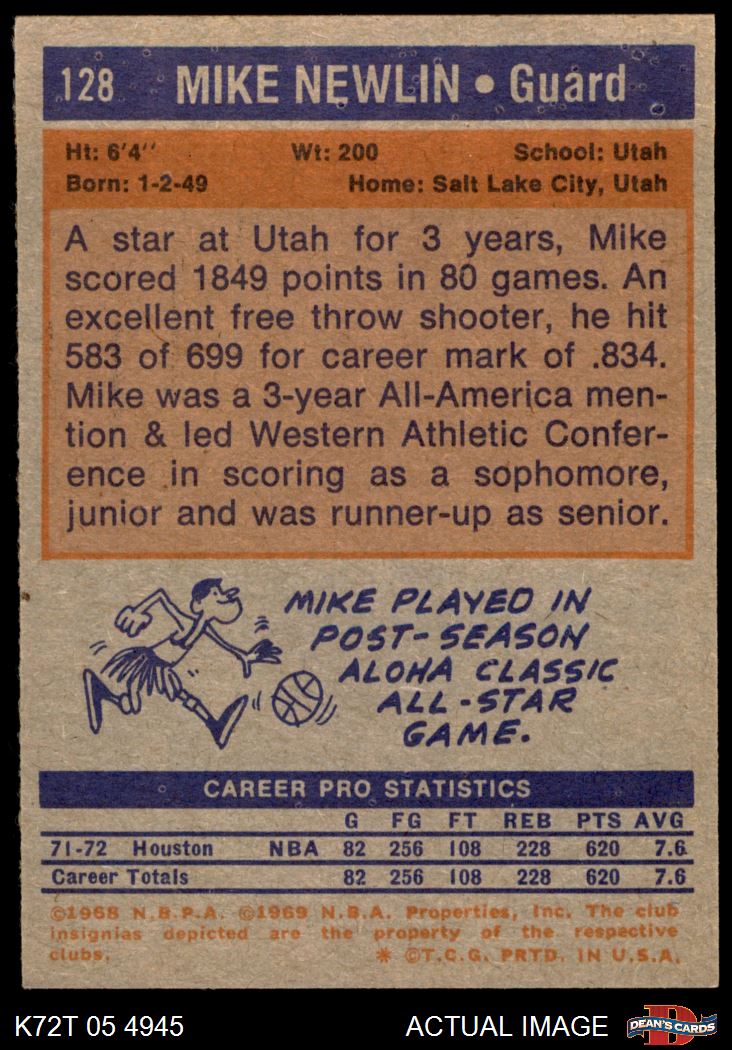 128 MIKE NEWLIN • Guard
Ht: 6'4'' Wt: 200 School: Utah
Born: 1-2-49 Home: Salt Lake City, Utah
A star at Utah for 3 years, Mike
scored 1849 points in 80 games. An
excellent free throw shooter, he hit
583 of 699 for career mark of .834.
Mike was a 3-year All-America men-
tion & led Western Athletic Confer-
ence in scoring as a sophomore,
junior and was runner-up as senior.
MIKE PLAYED IN
POST-SEASON
ALOHA CLASSIC
ALL-STAR
GAME.
CAREER PRO STATISTICS
G FG FT REB PTS AVG
71-72 Houston NBA 82 256 108 228 620 7.6
Career Totals 82 256 108 228 620 7.6
©1968 N.B.P.A. ©1969 N.B.A. Properties, Inc. The club
insignias depicted are the property of the respective
clubs. * ©T.C.G. PRTD. IN U.S.A.
K72T 05 4945 ACTUAL IMAGE DEAN'S CARDS